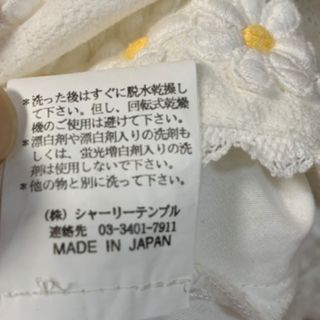 ＊洗った後はすぐに脱水乾操し
て下さい。但し、回転式乾燥
機のご使用は避けて下さい。
＊漂白剤や漂白剤入りの洗剤も
しくは、蛍光増白剤入りの洗
剤は使用しないで下さい。
＊他の物と別に洗って下さい。
（株）シャーリーテンプル
連絡先 03-3401-7911
MADE IN JAPAN